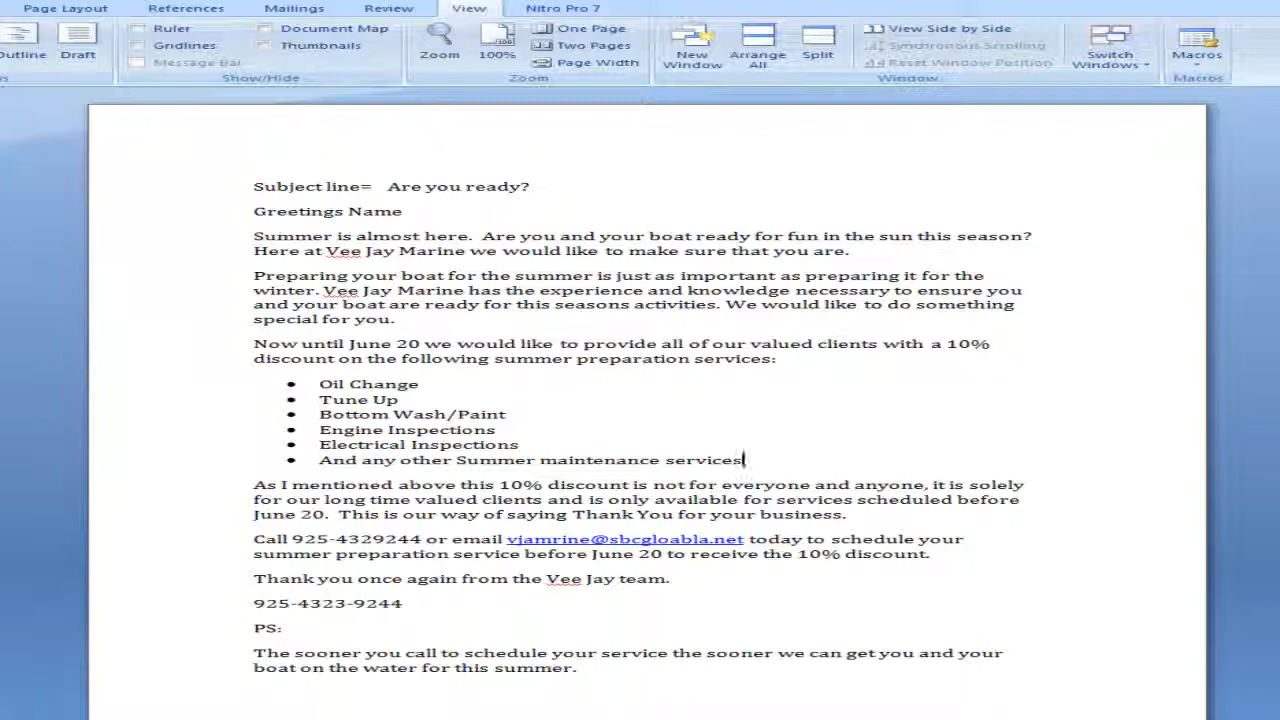 Page Layout References Mailings Review View Nitro Pro 7
Outline Draft Ruler Gridlines Message Bar Document Map Thumbnails Zoom 100% One Page Two Pages Page Width New Window Arrange All Split View Side by Side Synchronous Scrolling Reset Window Position Switch Windows Macros
Show/Hide Zoom Window Macros
Subject line= Are you ready?
Greetings Name
Summer is almost here. Are you and your boat ready for fun in the sun this season?
Here at Vee Jay Marine we would like to make sure that you are.
Preparing your boat for the summer is just as important as preparing it for the
winter. Vee Jay Marine has the experience and knowledge necessary to ensure you
and your boat are ready for this seasons activities. We would like to do something
special for you.
Now until June 20 we would like to provide all of our valued clients with a 10%
discount on the following summer preparation services:
• Oil Change
• Tune Up
• Bottom Wash/Paint
• Engine Inspections
• Electrical Inspections
• And any other Summer maintenance services
As I mentioned above this 10% discount is not for everyone and anyone, it is solely
for our long time valued clients and is only available for services scheduled before
June 20. This is our way of saying Thank You for your business.
Call 925-4329244 or email vjamrine@sbcgloabla.net today to schedule your
summer preparation service before June 20 to receive the 10% discount.
Thank you once again from the Vee Jay team.
925-4323-9244
PS:
The sooner you call to schedule your service the sooner we can get you and your
boat on the water for this summer.